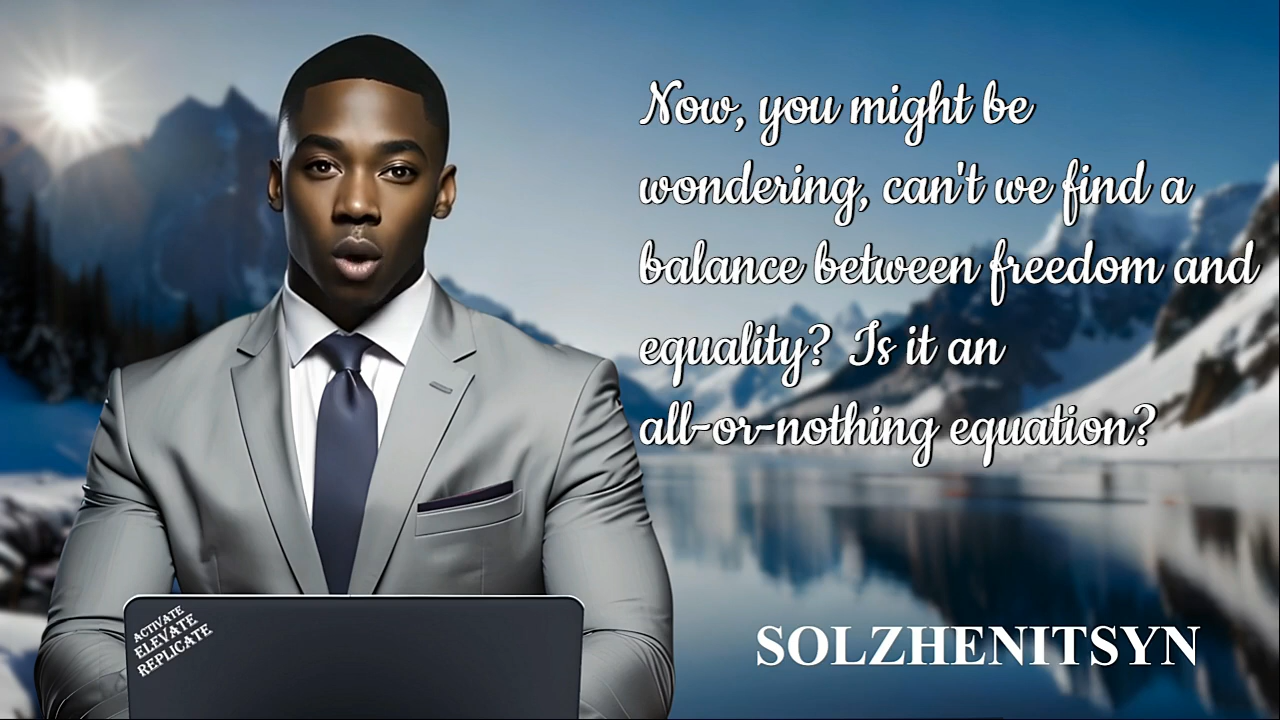 Now, you might be
wondering, can't we find a
balance between freedom and
equality? Is it an
all-or-nothing equation?
ACTIVATE
ELEVATE
REPLICATE
SOLZHENITSYN